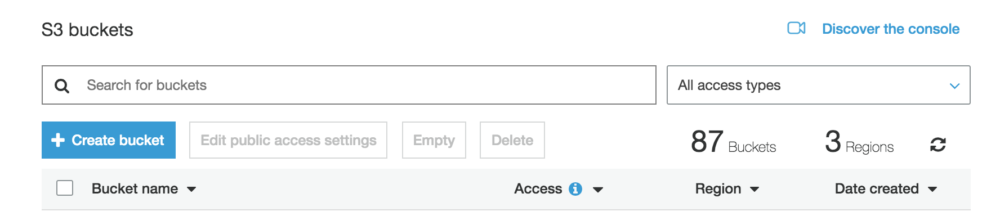 S3 buckets
Discover the console
Search for buckets
All access types
Create bucket
Edit public access settings
Empty
Delete
87 Buckets
3 Regions
Bucket name
Access
Region
Date created